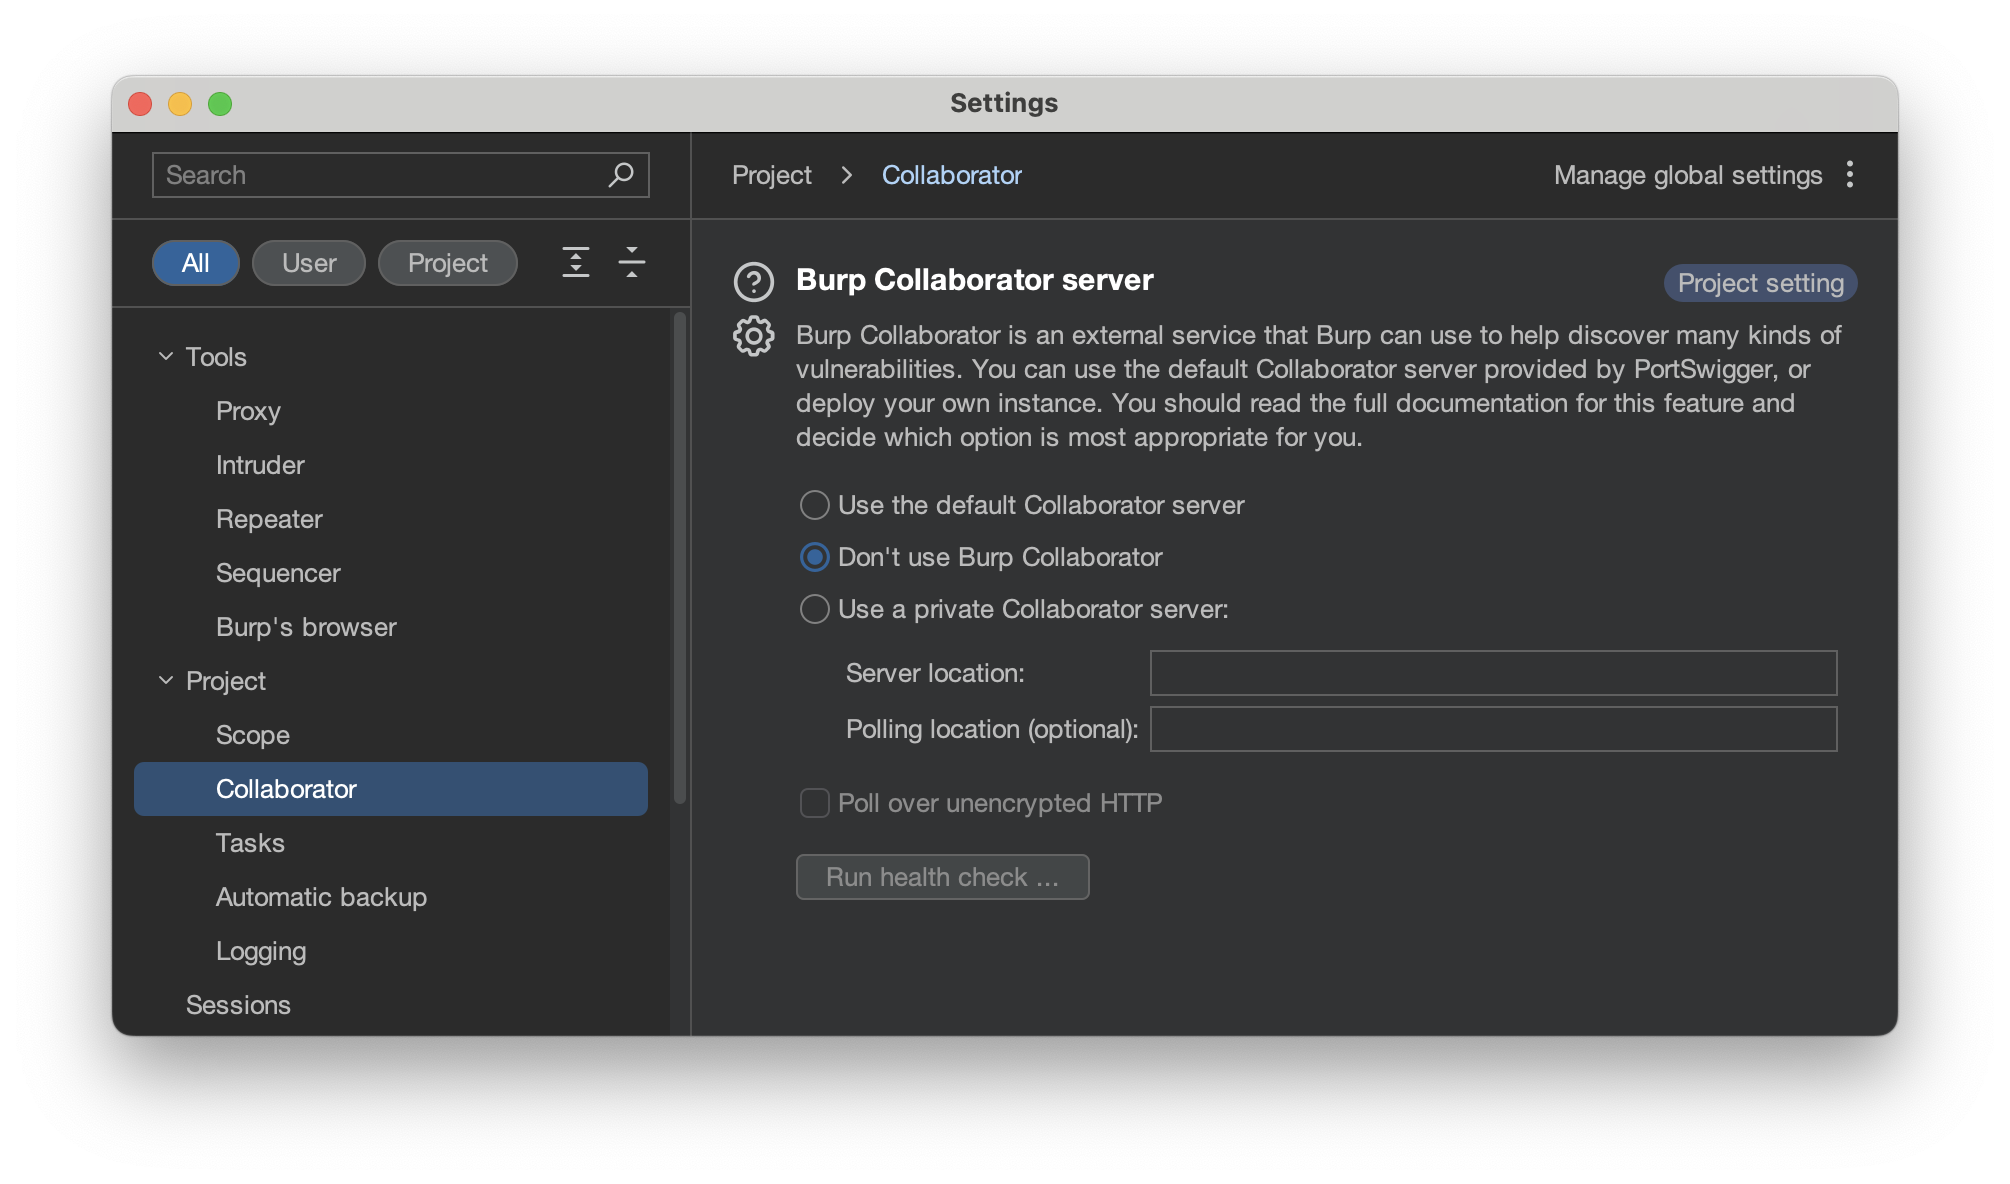 Settings
Search
All
User
Project
Tools
Proxy
Intruder
Repeater
Sequencer
Burp's browser
Project
Scope
Collaborator
Tasks
Automatic backup
Logging
Sessions
Project > Collaborator
Manage global settings
Burp Collaborator server
Project setting
Burp Collaborator is an external service that Burp can use to help discover many kinds of
vulnerabilities. You can use the default Collaborator server provided by PortSwigger, or
deploy your own instance. You should read the full documentation for this feature and
decide which option is most appropriate for you.
Use the default Collaborator server
Don't use Burp Collaborator
Use a private Collaborator server:
Server location:
Polling location (optional):
Poll over unencrypted HTTP
Run health check ...